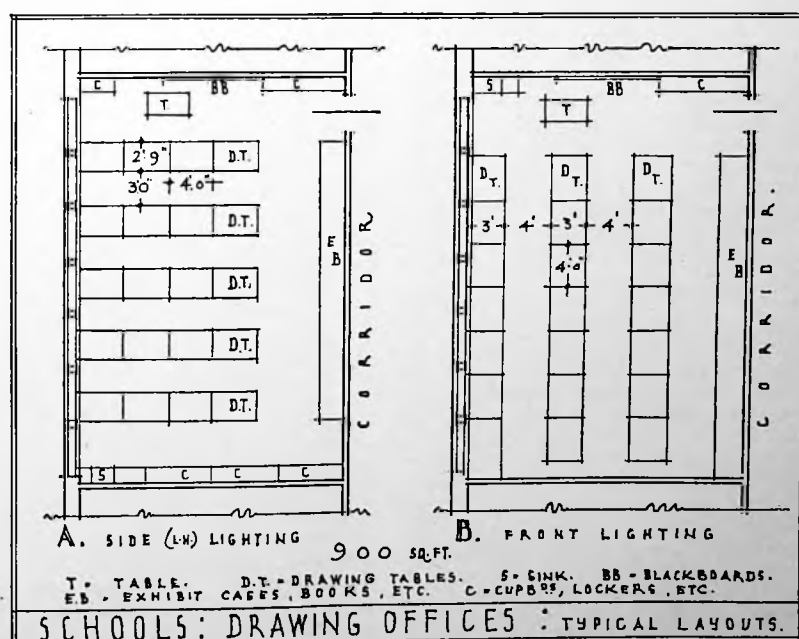 C BB C
T
2'9"
D.T.
3'0" 4'.0"
D.T.
E B
D.T.
D.T.
D.T.
S C C C
CORRIDOR
S BB C
T
D.T. D.T. D.T.
3' 4' 3' 4'
4'.0"
E B
CORRIDOR.
A. SIDE (L.H.) LIGHTING
B. FRONT LIGHTING
900 SQ.FT.
T = TABLE. D.T. = DRAWING TABLES. S = SINK. BB = BLACKBOARDS.
E.B = EXHIBIT CASES, BOOKS, ETC. C = CUPBDS, LOCKERS, ETC.
SCHOOLS: DRAWING OFFICES : TYPICAL LAYOUTS.